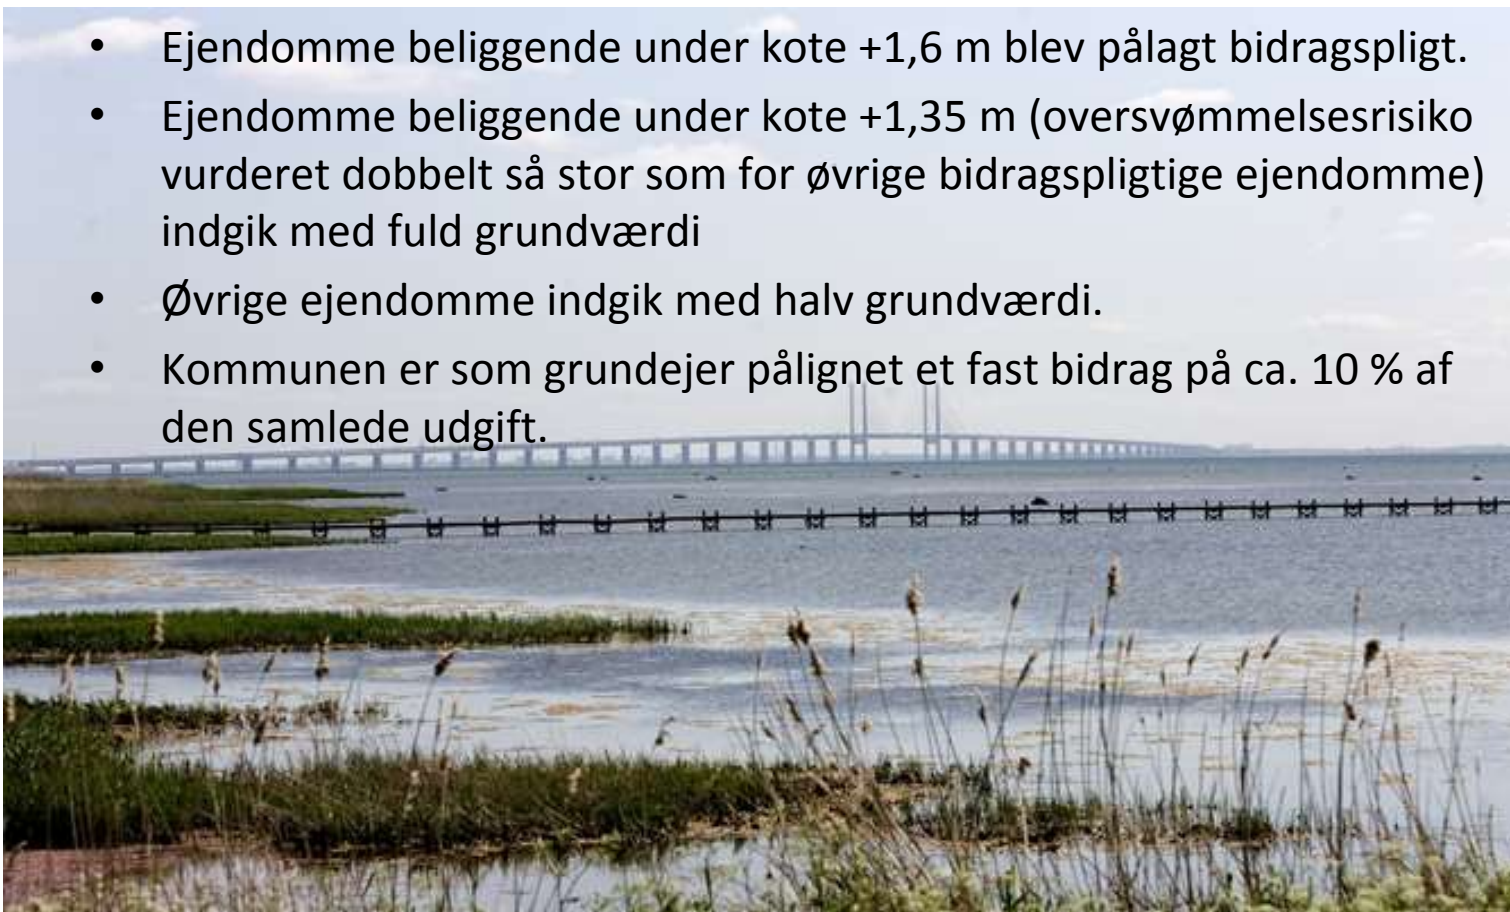 • Ejendomme beliggende under kote +1,6 m blev pålagt bidragspligt.
• Ejendomme beliggende under kote +1,35 m (oversvømmelsesrisiko
vurderet dobbelt så stor som for øvrige bidragspligtige ejendomme)
indgik med fuld grundværdi
• Øvrige ejendomme indgik med halv grundværdi.
• Kommunen er som grundejer pålignet et fast bidrag på ca. 10 % af
den samlede udgift.